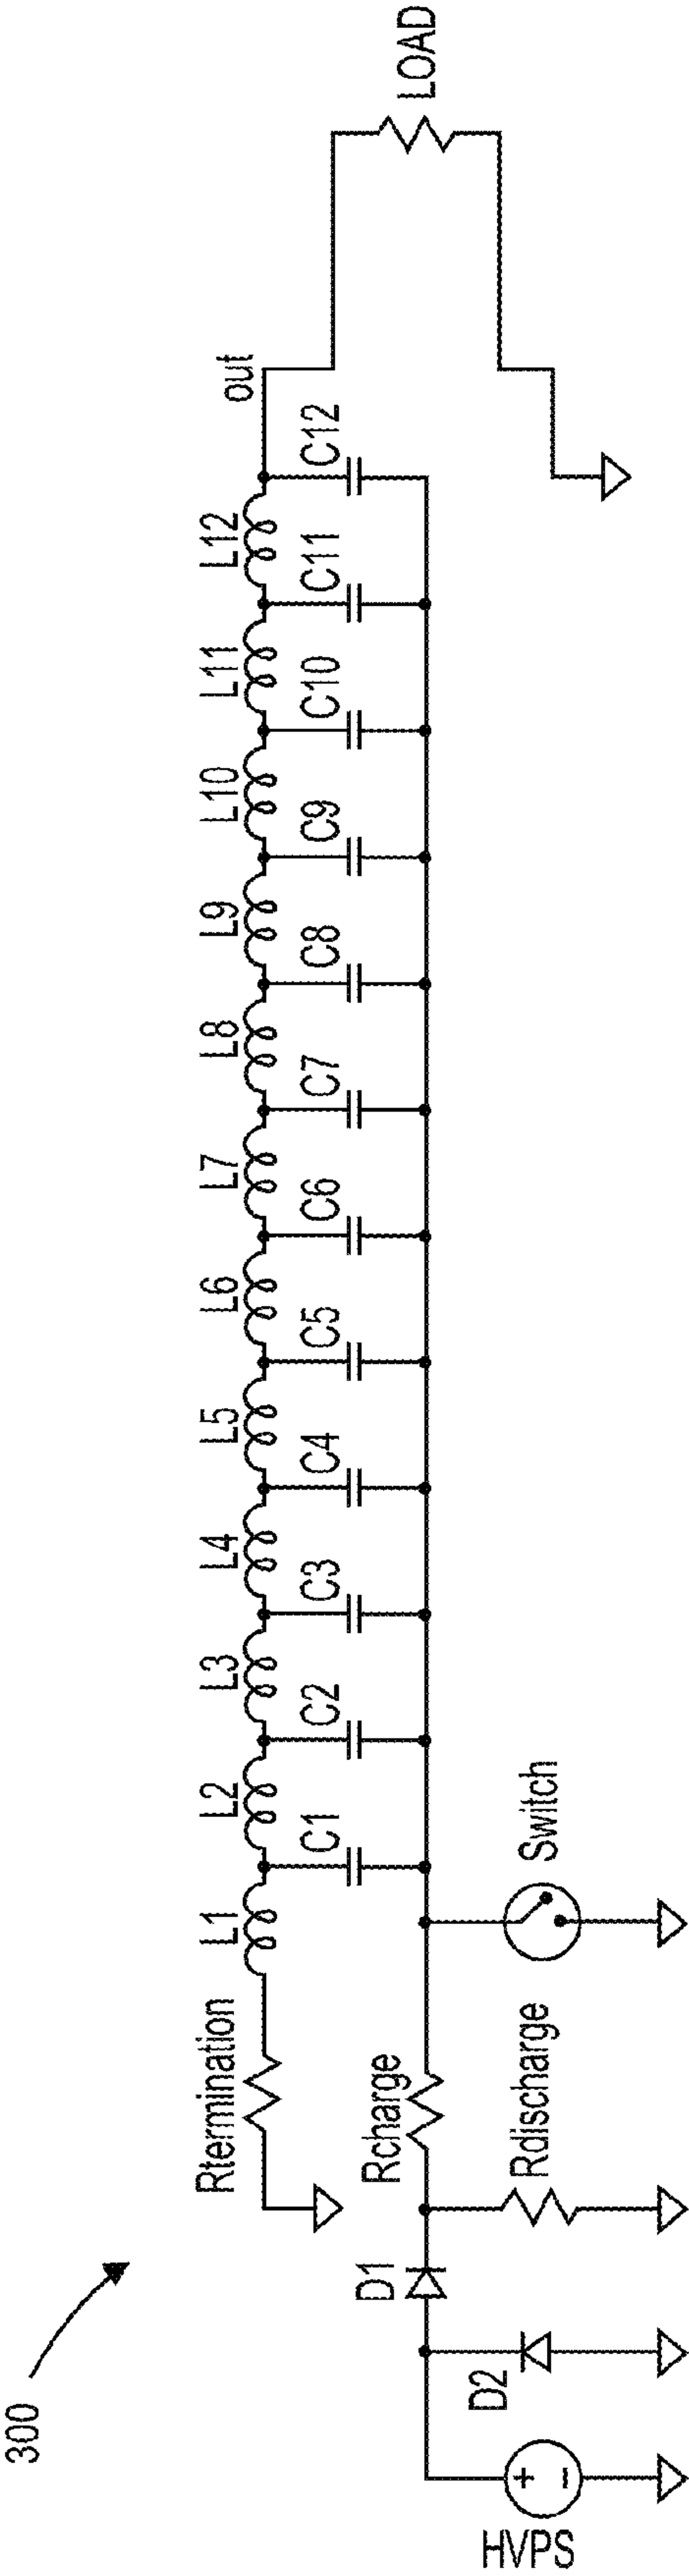 300
Rtermination
L1
L2
L3
L4
L5
L6
L7
L8
L9
L10
L11
L12
out
LOAD
C1
C2
C3
C4
C5
C6
C7
C8
C9
C10
C11
C12
D1
Rcharge
HVPS
+
−
D2
Rdischarge
Switch